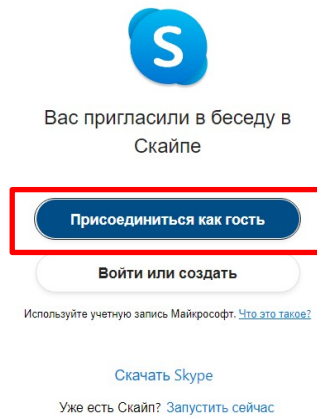 S
Вас пригласили в беседу в
Скайпе
Присоединиться как гость
Войти или создать
Используйте учетную запись Майкрософт. Что это такое?
Скачать Skype
Уже есть Скайп? Запустить сейчас